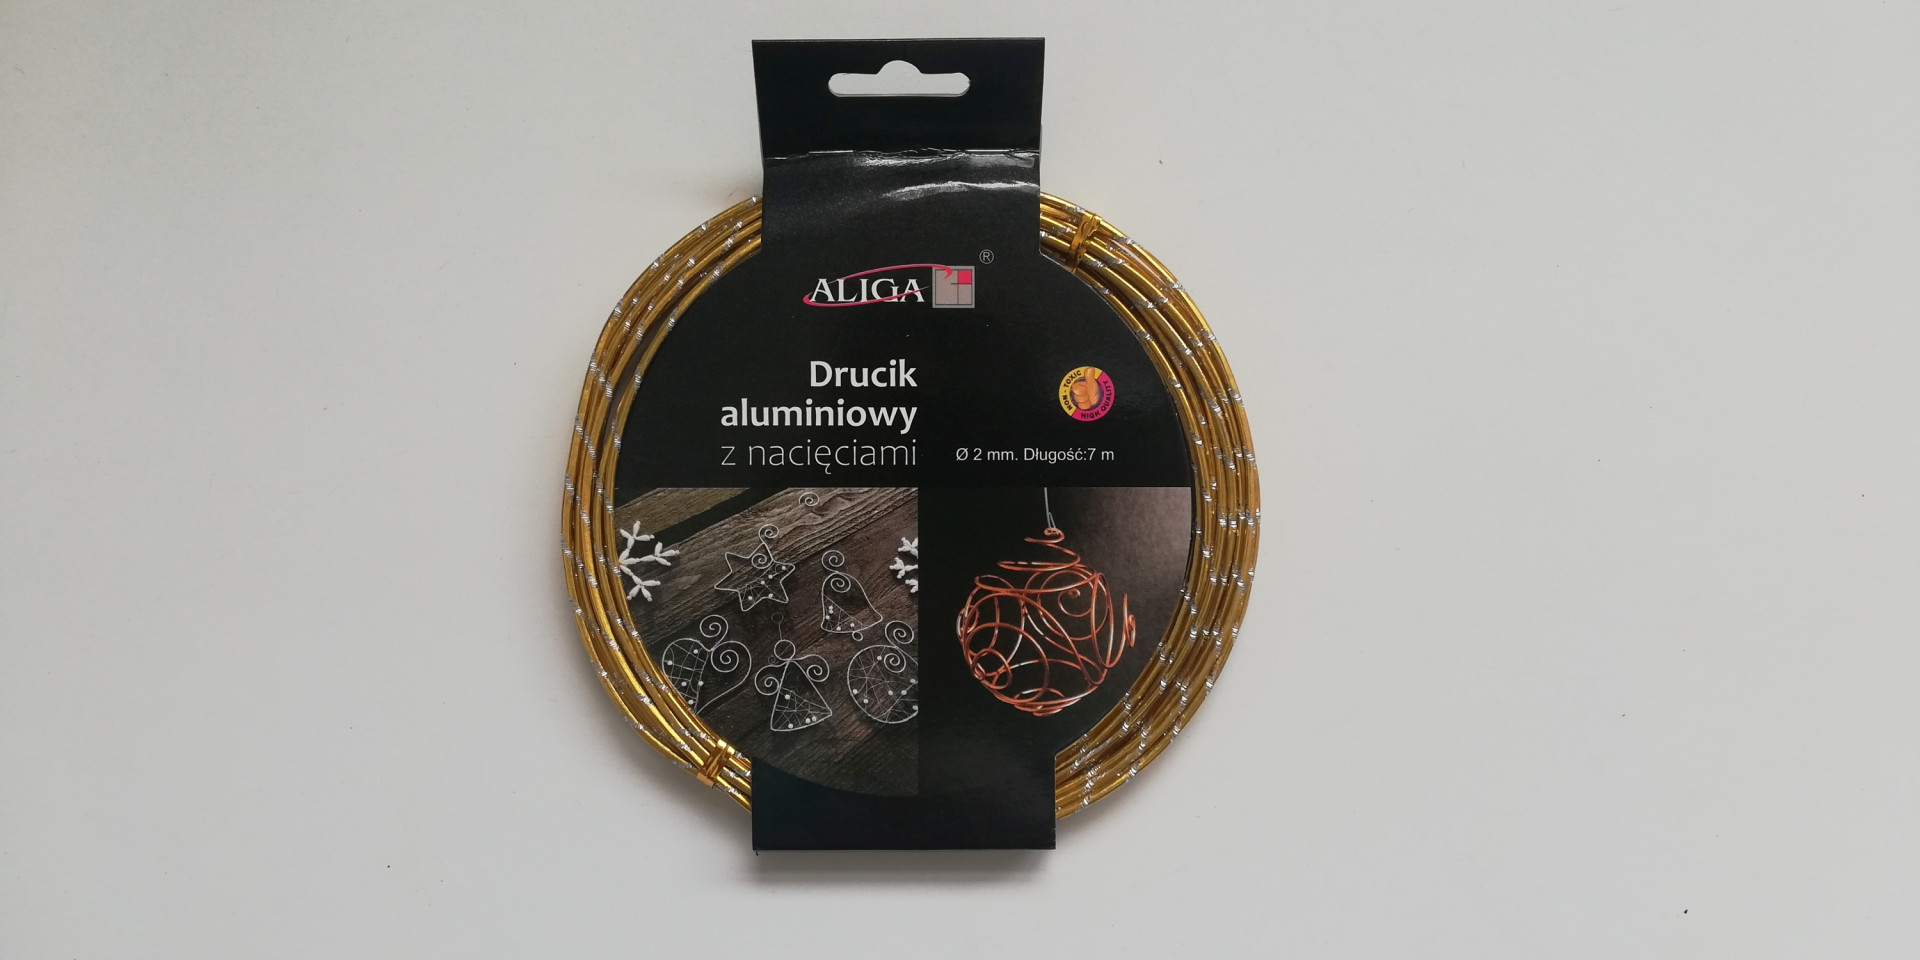 ALIGA ®
Drucik
aluminiowy
z nacięciami
NON - TOXIC
HIGH QUALITY
Ø 2 mm. Długość:7 m